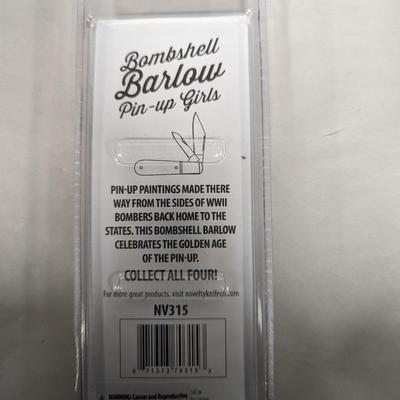 Bombshell
Barlow
Pin-up Girls
PIN-UP PAINTINGS MADE THERE
WAY FROM THE SIDES OF WWII
BOMBERS BACK HOME TO THE
STATES. THIS BOMBSHELL BARLOW
CELEBRATES THE GOLDEN AGE
OF THE PIN-UP.
COLLECT ALL FOUR!
For more great products, visit
NV315
WARNING: Cancer and Reproductive